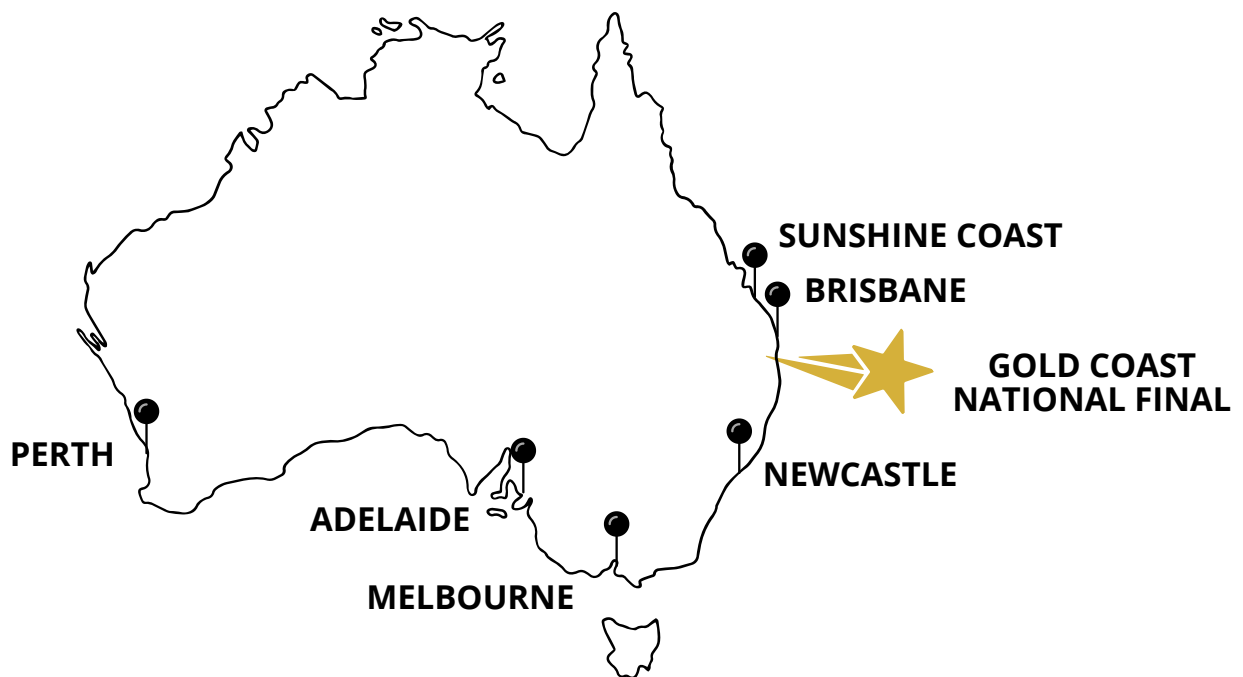 SUNSHINE COAST
BRISBANE
GOLD COAST
NATIONAL FINAL
PERTH
NEWCASTLE
ADELAIDE
MELBOURNE